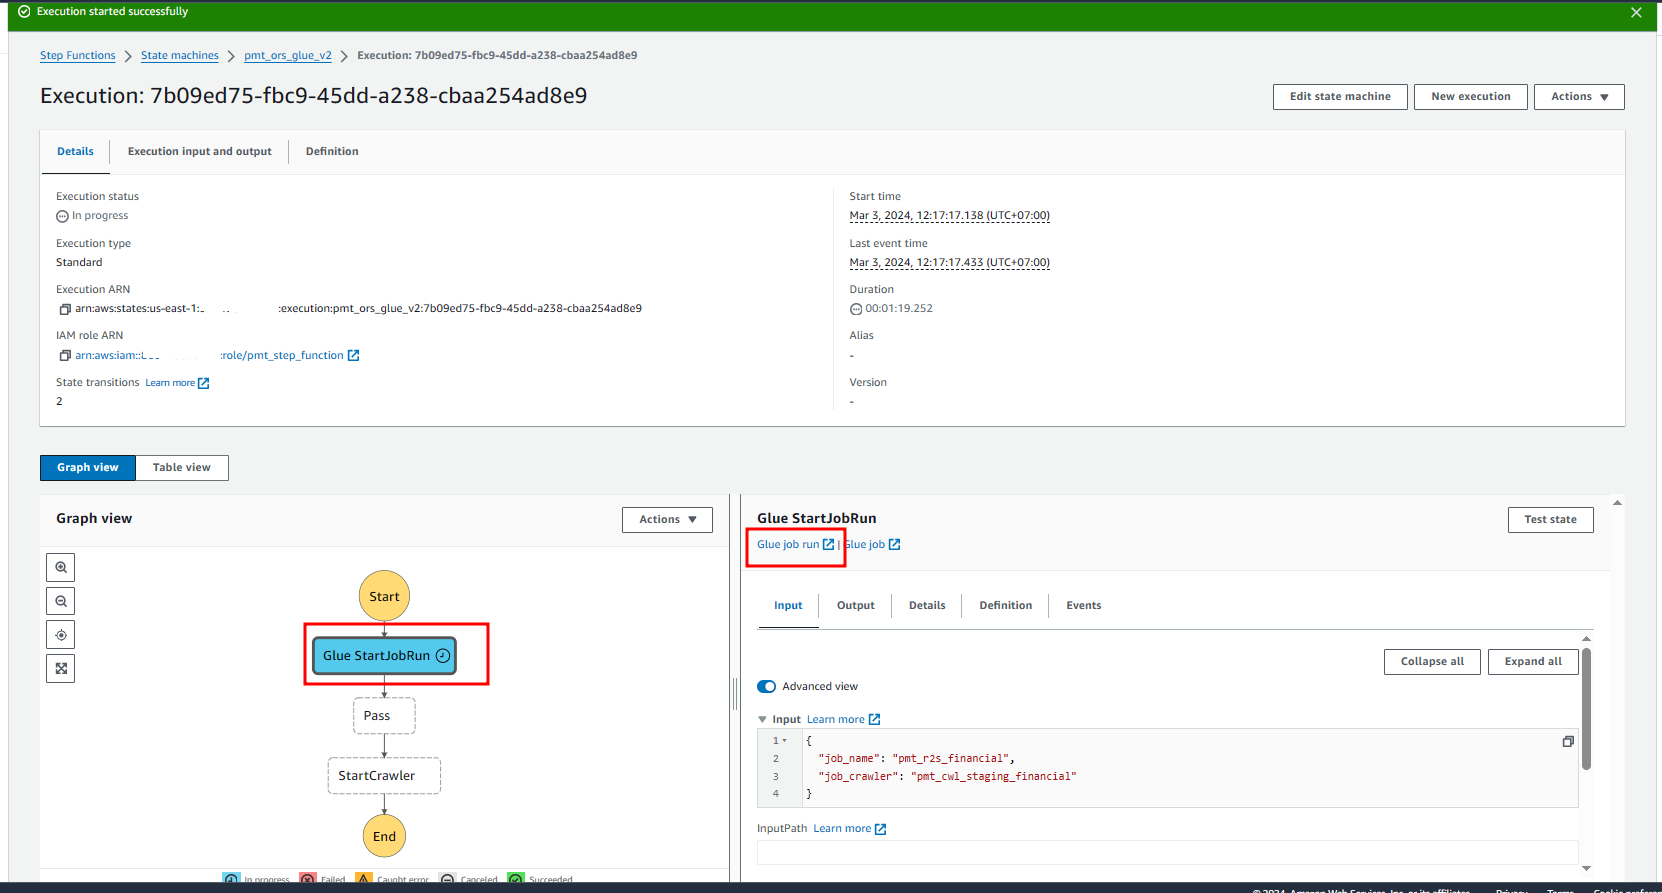 Execution started successfully
Step Functions > State machines > pmt_ors_glue_v2 > Execution: 7b09ed75-fbc9-45dd-a238-cbaa254ad8e9
Execution: 7b09ed75-fbc9-45dd-a238-cbaa254ad8e9
Edit state machine
New execution
Actions
Details
Execution input and output
Definition
Execution status
In progress
Execution type
Standard
Execution ARN
arn:aws:states:us-east-1: :execution:pmt_ors_glue_v2:7b09ed75-fbc9-45dd-a238-cbaa254ad8e9
IAM role ARN
arn:aws:iam:: :role/pmt_step_function
State transitions Learn more
2
Start time
Mar 3, 2024, 12:17:17.138 (UTC+07:00)
Last event time
Mar 3, 2024, 12:17:17.433 (UTC+07:00)
Duration
00:01:19.252
Alias
-
Version
-
Graph view
Table view
Graph view
Actions
Start
Glue StartJobRun
Pass
StartCrawler
End
In progress Failed Caught error Canceled Succeeded
Glue StartJobRun
Test state
Glue job run | Glue job
Input
Output
Details
Definition
Events
Collapse all
Expand all
Advanced view
Input Learn more
1 {
2 "job_name": "pmt_r2s_financial",
3 "job_crawler": "pmt_cwl_staging_financial"
4 }
InputPath Learn more
© 2024, Amazon Web Services, Inc. or its affiliates. Privacy Terms